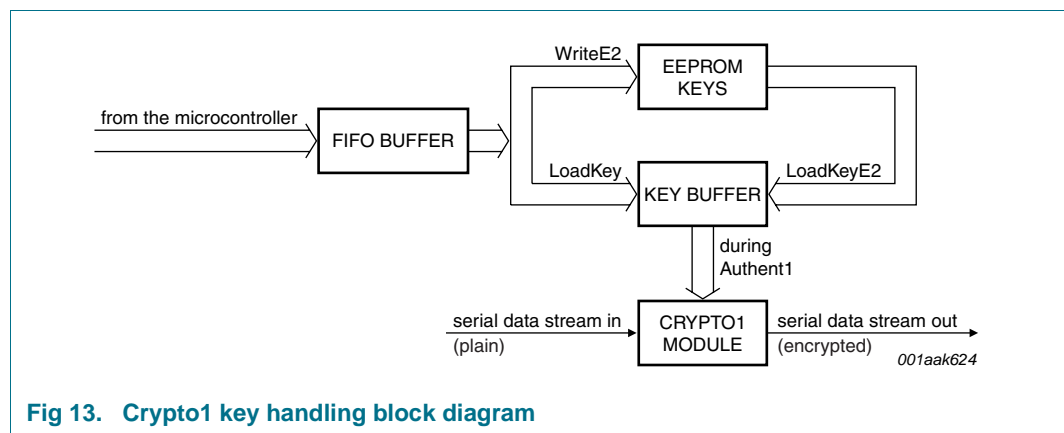 WriteE2
EEPROM
KEYS
from the microcontroller
FIFO BUFFER
LoadKey
LoadKeyE2
KEY BUFFER
during
Authent1
serial data stream in
(plain)
CRYPTO1
MODULE
serial data stream out
(encrypted)
001aak624
Fig 13. Crypto1 key handling block diagram